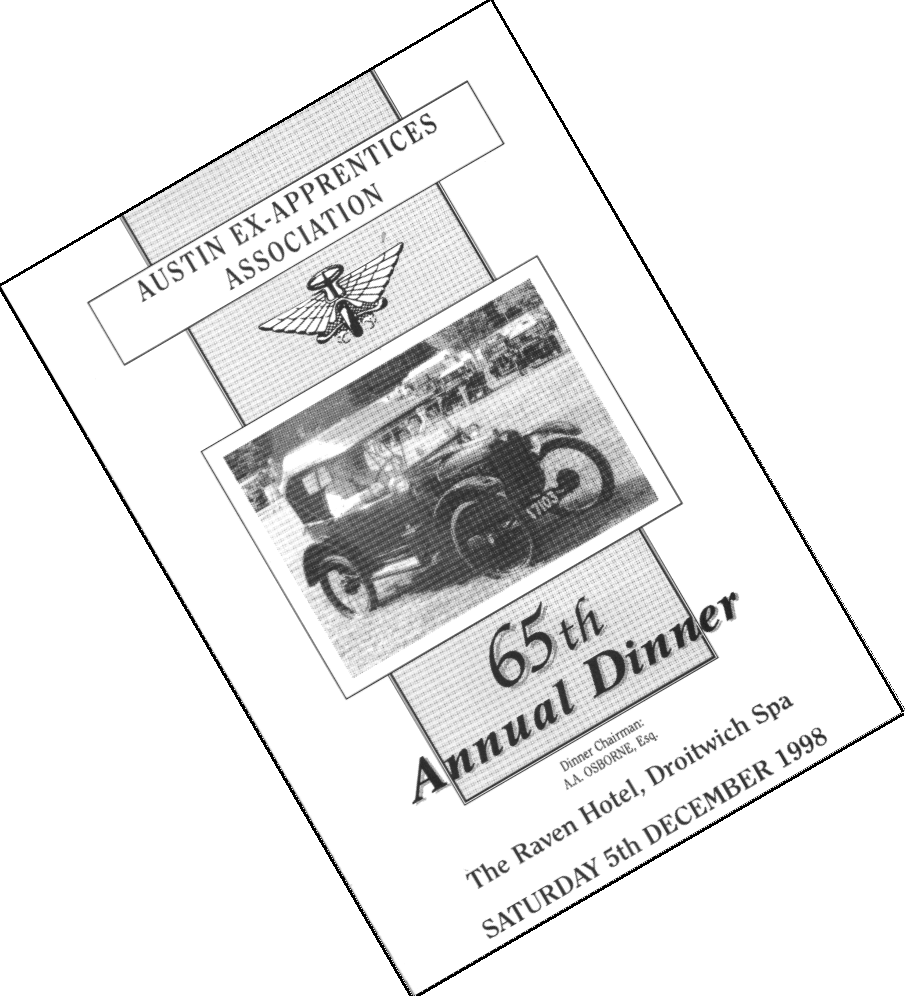 AUSTIN EX-APPRENTICES
ASSOCIATION
65th
Annual Dinner
Dinner Chairman:
A.A. OSBORNE, Esq.
The Raven Hotel, Droitwich Spa
SATURDAY 5th DECEMBER 1998